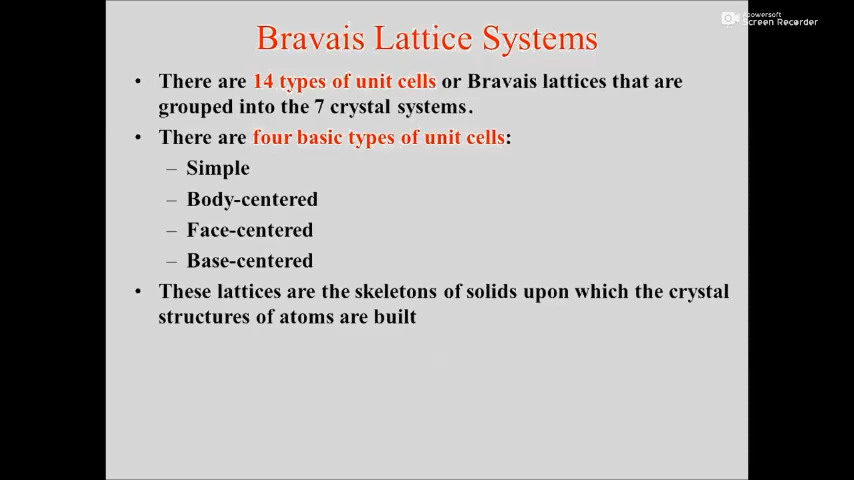 Apowersoft
Screen Recorder
Bravais Lattice Systems
• There are 14 types of unit cells or Bravais lattices that are
grouped into the 7 crystal systems.
• There are four basic types of unit cells:
– Simple
– Body-centered
– Face-centered
– Base-centered
• These lattices are the skeletons of solids upon which the crystal
structures of atoms are built